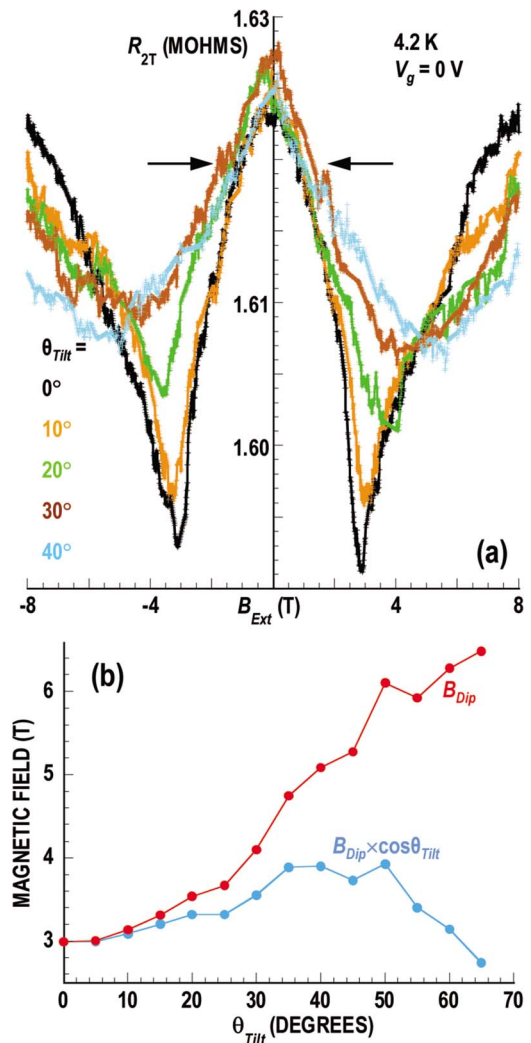 1.63
R2T (MOHMS)
4.2 K
Vg = 0 V
1.61
θTilt =
0°
10°
1.60
20°
30°
40°
(a)
-8 -4 BExt (T) 4 8
(b)
BDip
6
MAGNETIC FIELD (T)
5
BDip×cosθTilt
4
3
0 10 20 30 40 50 60 70
θTilt (DEGREES)